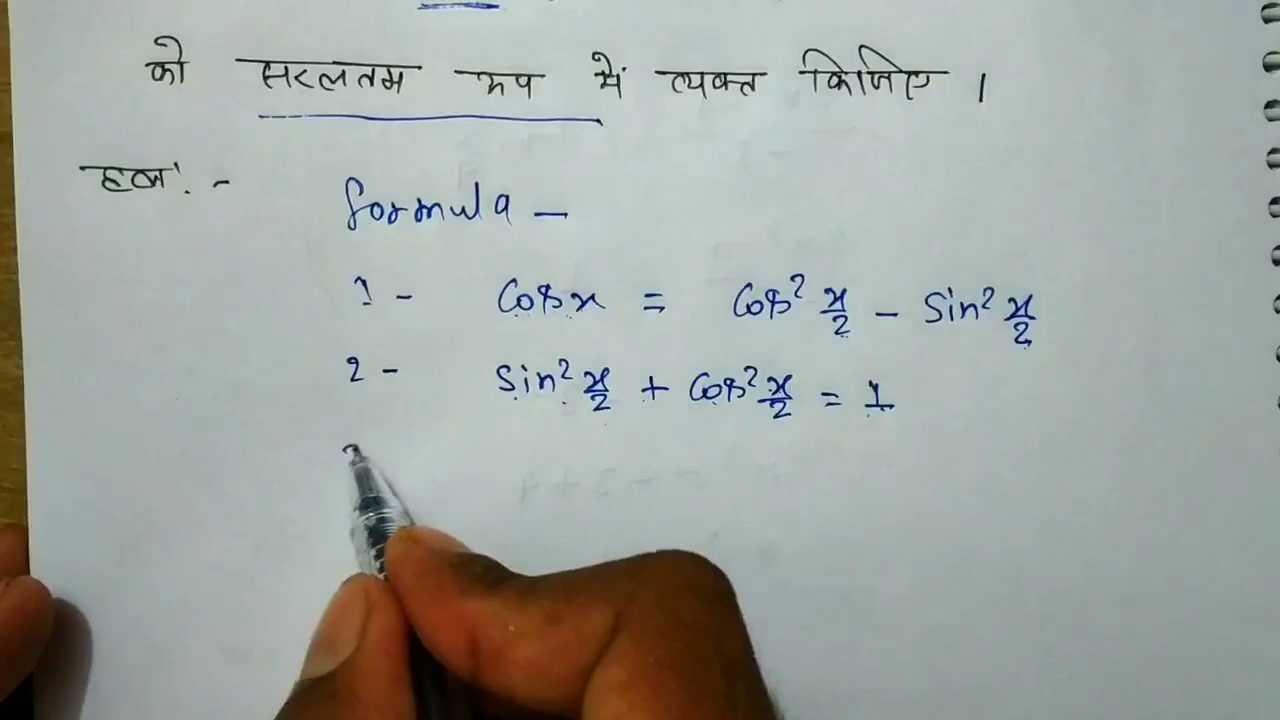 को सरलतम रूप में व्यक्त किजिए ।
हल :-
formula -
1 - Cos x = Cos² x/2 - Sin² x/2
2 - Sin² x/2 + Cos² x/2 = 1